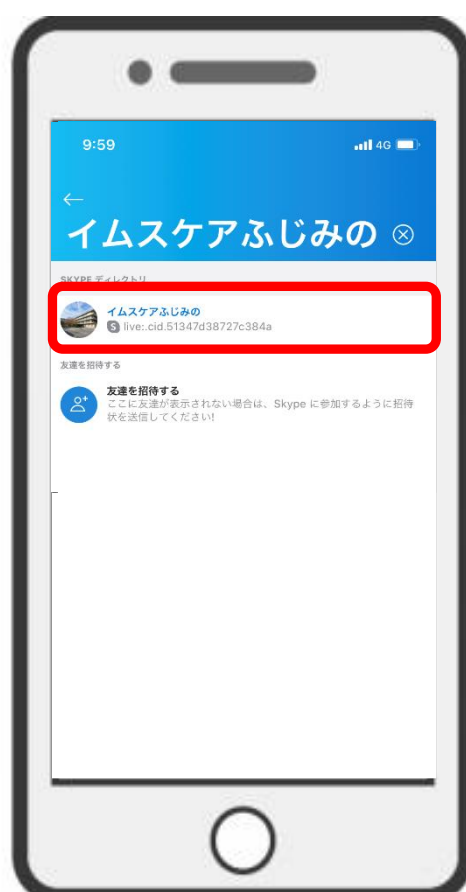 9:59
4G
イムスケアふじみの
SKYPE ディレクトリ
イムスケアふじみの
live:.cid.51347d38727c384a
友達を招待する
友達を招待する
ここに友達が表示されない場合は、Skype に参加するように招待
状を送信してください!